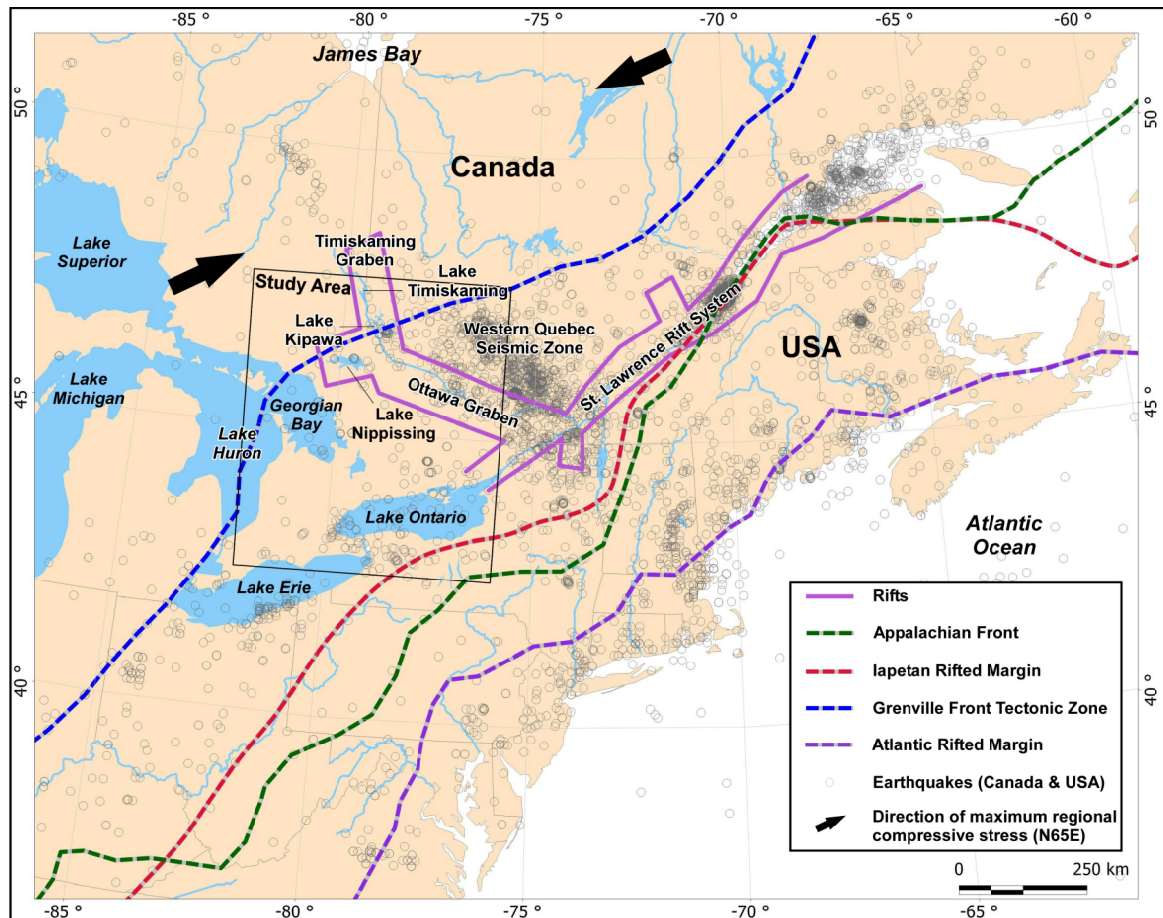 -85 °
-80 °
-75 °
-70 °
-65 °
-60 °
James Bay
50 °
50 °
Canada
Lake
Superior
Timiskaming
Graben
Lake
Timiskaming
Study Area
Lake
Kipawa
Western Quebec
Seismic Zone
St. Lawrence Rift System
USA
Lake
Michigan
45 °
45 °
Georgian
Bay
Ottawa Graben
Lake
Nippissing
Lake
Huron
Lake Ontario
Atlantic
Ocean
Lake Erie
40 °
40 °
Rifts
Appalachian Front
Iapetan Rifted Margin
Grenville Front Tectonic Zone
Atlantic Rifted Margin
Earthquakes (Canada & USA)
Direction of maximum regional
compressive stress (N65E)
0
250 km
-85 °
-80 °
-75 °
-70 °
-65 °